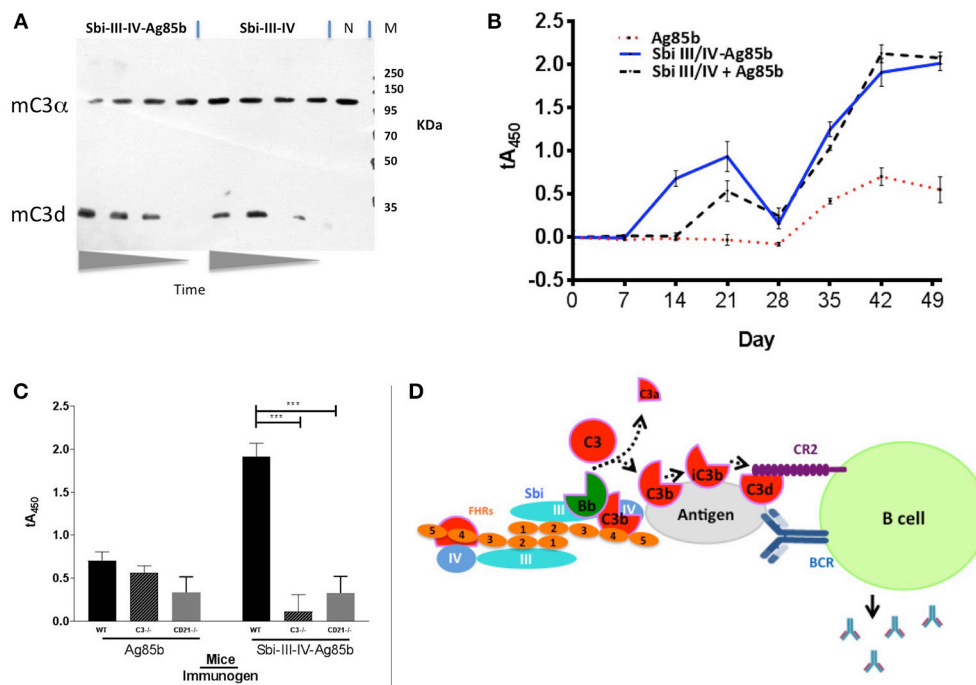 A
Sbi-III-IV-Ag85b
Sbi-III-IV
N
M
mC3α
mC3d
250
150
95
70
50
35
KDa
Time
B
Ag85b
Sbi III/IV-Ag85b
Sbi III/IV + Ag85b
tA450
2.5
2.0
1.5
1.0
0.5
0.0
-0.5
0 7 14 21 28 35 42 49
Day
C
tA450
2.5
2.0
1.5
1.0
0.5
0.0
***
***
WT C3-/- CD21-/- WT C3-/- CD21-/-
Ag85b Sbi-III-IV-Ag85b
Mice
Immunogen
D
C3a
C3
CR2
iC3b
C3b
C3d
Sbi
Bb
III
IV
C3b
Antigen
B cell
FHRs
5 4 3 1 2 3 4 5
2 1
IV
III
BCR